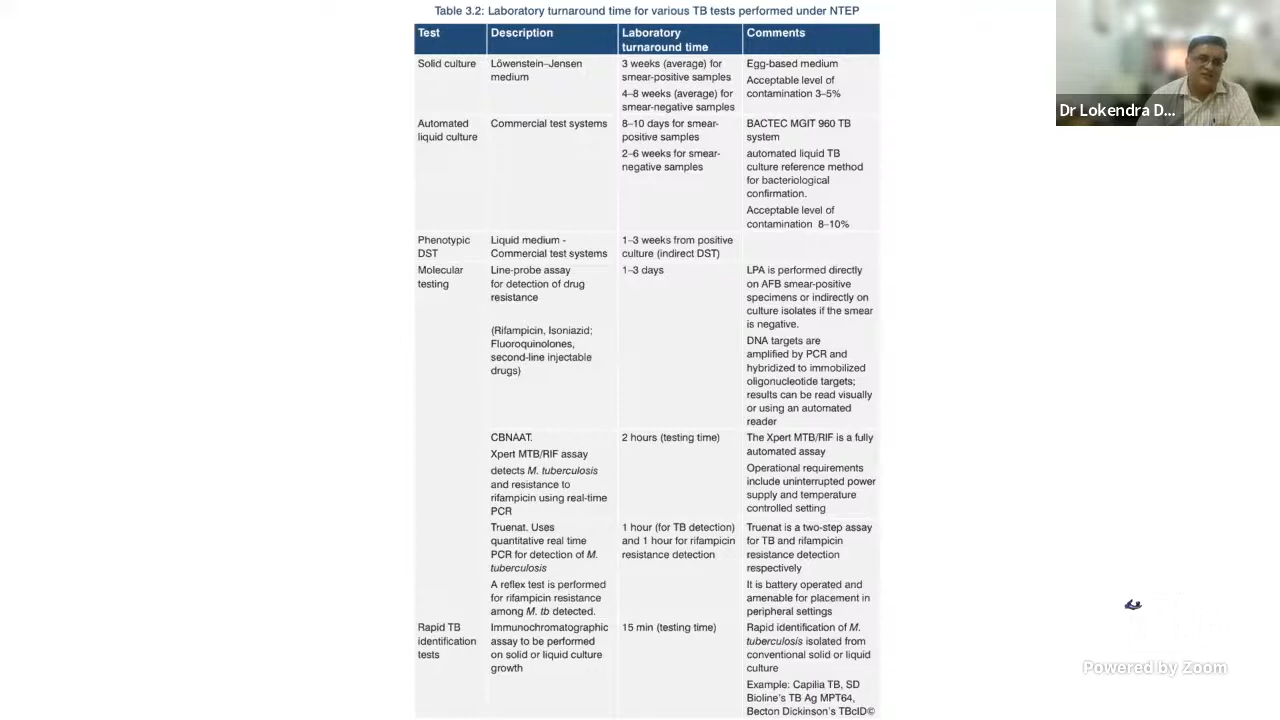 Table 3.2: Laboratory turnaround time for various TB tests performed under NTEP
Test
Description
Laboratory
turnaround time
Comments
Solid culture
Löwenstein–Jensen
medium
3 weeks (average) for
smear-positive samples
4–8 weeks (average) for
smear-negative samples
Egg-based medium
Acceptable level of
contamination 3–5%
Automated
liquid culture
Commercial test systems
8–10 days for smear-
positive samples
2–6 weeks for smear-
negative samples
BACTEC MGIT 960 TB
system
automated liquid TB
culture reference method
for bacteriological
confirmation.
Acceptable level of
contamination 8–10%
Phenotypic
DST
Liquid medium -
Commercial test systems
1–3 weeks from positive
culture (indirect DST)
Molecular
testing
Line-probe assay
for detection of drug
resistance
(Rifampicin, Isoniazid;
Fluoroquinolones,
second-line injectable
drugs)
1–3 days
LPA is performed directly
on AFB smear-positive
specimens or indirectly on
culture isolates if the smear
is negative.
DNA targets are
amplified by PCR and
hybridized to immobilized
oligonucleotide targets;
results can be read visually
or using an automated
reader
CBNAAT.
Xpert MTB/RIF assay
detects M. tuberculosis
and resistance to
rifampicin using real-time
PCR
2 hours (testing time)
The Xpert MTB/RIF is a fully
automated assay
Operational requirements
include uninterrupted power
supply and temperature
controlled setting
Truenat. Uses
quantitative real time
PCR for detection of M.
tuberculosis
A reflex test is performed
for rifampicin resistance
among M. tb detected.
1 hour (for TB detection)
and 1 hour for rifampicin
resistance detection
Truenat is a two-step assay
for TB and rifampicin
resistance detection
respectively
It is battery operated and
amenable for placement in
peripheral settings
Rapid TB
identification
tests
Immunochromatographic
assay to be performed
on solid or liquid culture
growth
15 min (testing time)
Rapid identification of M.
tuberculosis isolated from
conventional solid or liquid
culture
Example: Capilia TB, SD
Bioline's TB Ag MPT64,
Becton Dickinson's TBcID©
Dr Lokendra D...
Powered by Zoom